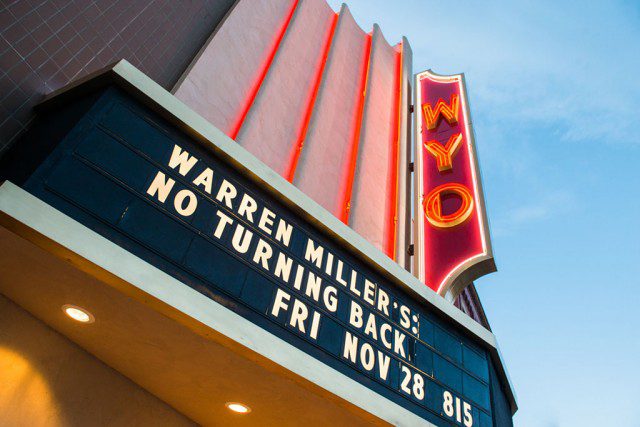 WYO
WARREN MILLER'S:
NO TURNING BACK
FRI NOV 28 815